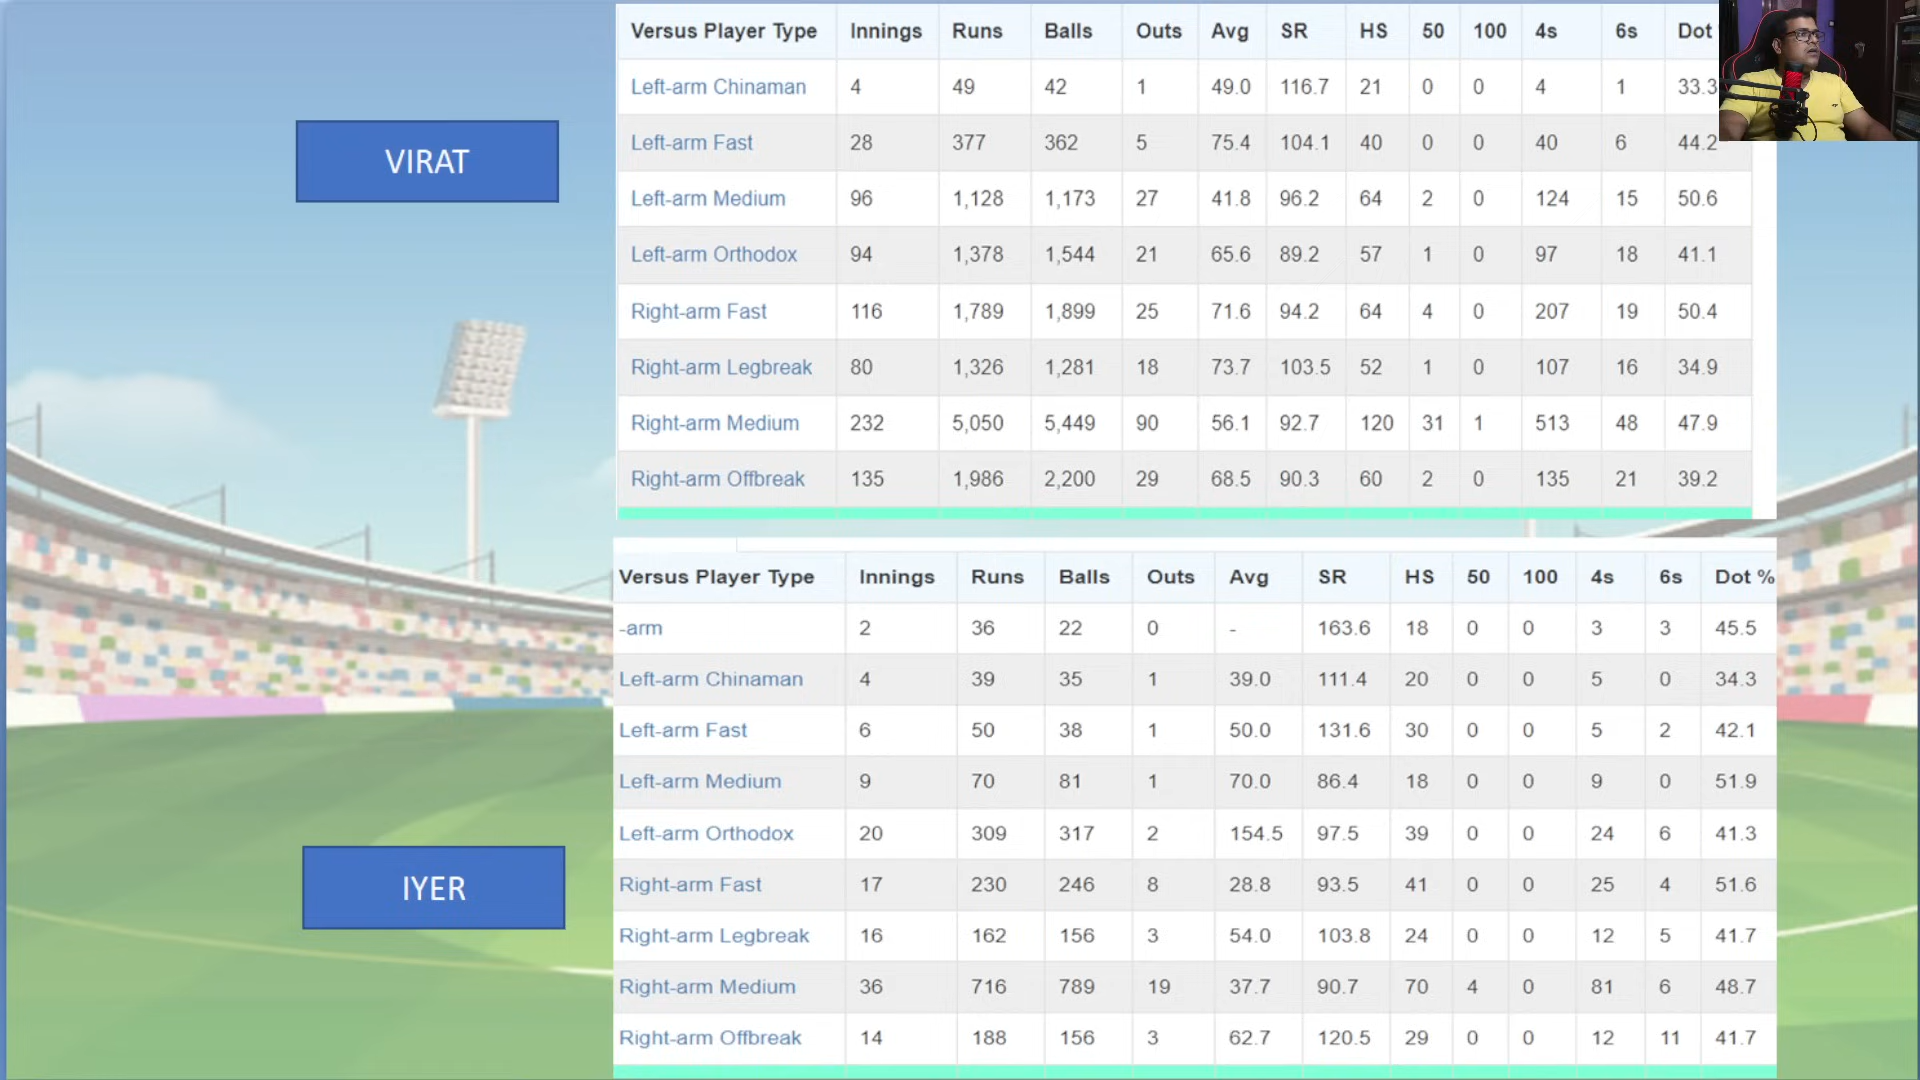 VIRAT
Versus Player Type Innings Runs Balls Outs Avg SR HS 50 100 4s 6s Dot
Left-arm Chinaman 4 49 42 1 49.0 116.7 21 0 0 4 1 33.3
Left-arm Fast 28 377 362 5 75.4 104.1 40 0 0 40 6 44.2
Left-arm Medium 96 1,128 1,173 27 41.8 96.2 64 2 0 124 15 50.6
Left-arm Orthodox 94 1,378 1,544 21 65.6 89.2 57 1 0 97 18 41.1
Right-arm Fast 116 1,789 1,899 25 71.6 94.2 64 4 0 207 19 50.4
Right-arm Legbreak 80 1,326 1,281 18 73.7 103.5 52 1 0 107 16 34.9
Right-arm Medium 232 5,050 5,449 90 56.1 92.7 120 31 1 513 48 47.9
Right-arm Offbreak 135 1,986 2,200 29 68.5 90.3 60 2 0 135 21 39.2
IYER
Versus Player Type Innings Runs Balls Outs Avg SR HS 50 100 4s 6s Dot %
-arm 2 36 22 0 - 163.6 18 0 0 3 3 45.5
Left-arm Chinaman 4 39 35 1 39.0 111.4 20 0 0 5 0 34.3
Left-arm Fast 6 50 38 1 50.0 131.6 30 0 0 5 2 42.1
Left-arm Medium 9 70 81 1 70.0 86.4 18 0 0 9 0 51.9
Left-arm Orthodox 20 309 317 2 154.5 97.5 39 0 0 24 6 41.3
Right-arm Fast 17 230 246 8 28.8 93.5 41 0 0 25 4 51.6
Right-arm Legbreak 16 162 156 3 54.0 103.8 24 0 0 12 5 41.7
Right-arm Medium 36 716 789 19 37.7 90.7 70 4 0 81 6 48.7
Right-arm Offbreak 14 188 156 3 62.7 120.5 29 0 0 12 11 41.7